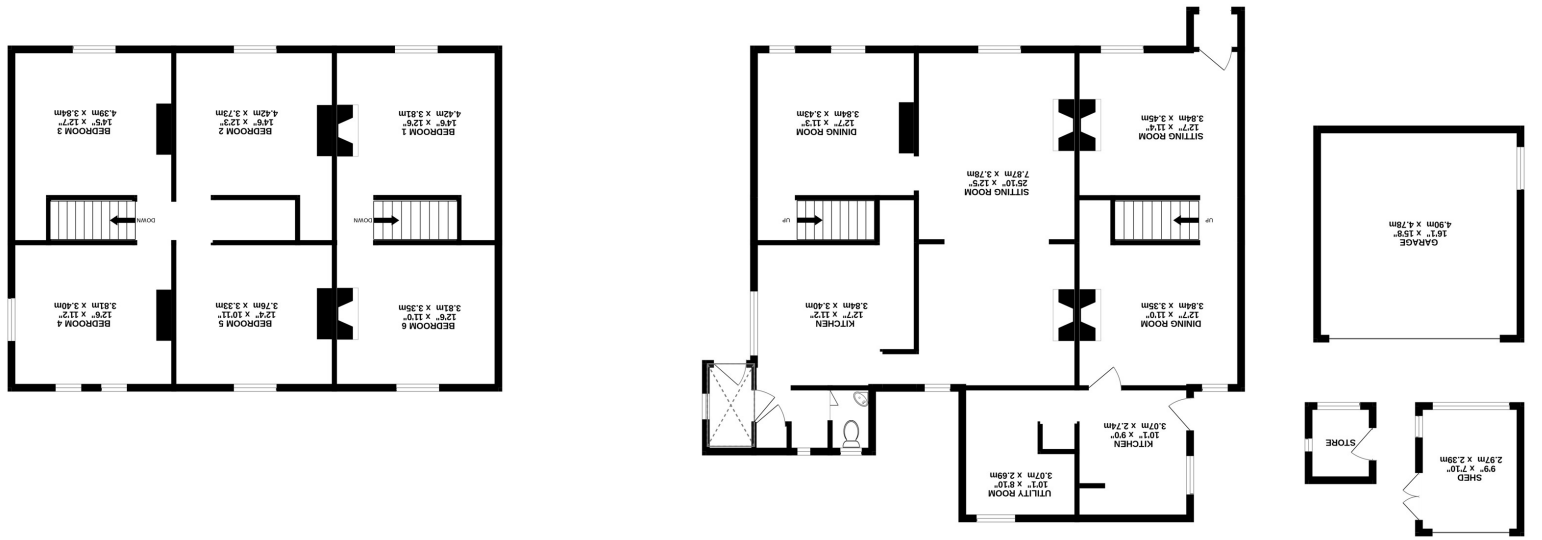 SHED
9'9" x 7'10"
2.97m x 2.39m
STORE
GARAGE
16'1" x 15'8"
4.90m x 4.78m
UTILITY ROOM
10'1" x 8'10"
3.07m x 2.69m
KITCHEN
10'1" x 9'0"
3.07m x 2.74m
DINING ROOM
12'7" x 11'0"
3.84m x 3.35m
KITCHEN
12'7" x 11'2"
3.84m x 3.40m
UP
UP
SITTING ROOM
25'10" x 12'5"
7.87m x 3.78m
SITTING ROOM
12'7" x 11'4"
3.84m x 3.45m
DINING ROOM
12'7" x 11'3"
3.84m x 3.43m
BEDROOM 6
12'6" x 11'0"
3.81m x 3.35m
BEDROOM 5
12'4" x 10'11"
3.76m x 3.33m
BEDROOM 4
12'6" x 11'2"
3.81m x 3.40m
DOWN
DOWN
BEDROOM 1
14'6" x 12'6"
4.42m x 3.81m
BEDROOM 2
14'6" x 12'3"
4.42m x 3.73m
BEDROOM 3
14'5" x 12'7"
4.39m x 3.84m